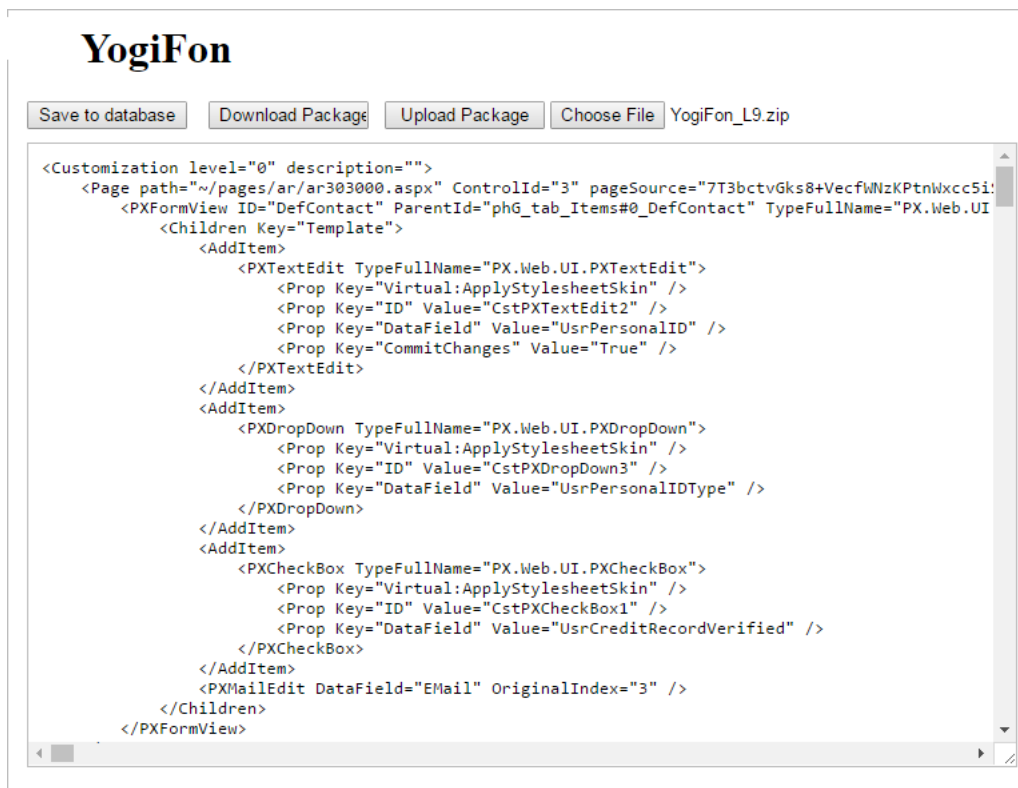 YogiFon
Save to database Download Package Upload Package Choose File YogiFon_L9.zip
<Customization level="0" description="">
<Page path="~/pages/ar/ar303000.aspx" ControlId="3" pageSource="7T3bctvGks8+VecfWNzKPtnWxcc5i
<PXFormView ID="DefContact" ParentId="phG_tab_Items#0_DefContact" TypeFullName="PX.Web.UI
<Children Key="Template">
<AddItem>
<PXTextEdit TypeFullName="PX.Web.UI.PXTextEdit">
<Prop Key="Virtual:ApplyStylesheetSkin" />
<Prop Key="ID" Value="CstPXTextEdit2" />
<Prop Key="DataField" Value="UsrPersonalID" />
<Prop Key="CommitChanges" Value="True" />
</PXTextEdit>
</AddItem>
<AddItem>
<PXDropDown TypeFullName="PX.Web.UI.PXDropDown">
<Prop Key="Virtual:ApplyStylesheetSkin" />
<Prop Key="ID" Value="CstPXDropDown3" />
<Prop Key="DataField" Value="UsrPersonalIDType" />
</PXDropDown>
</AddItem>
<AddItem>
<PXCheckBox TypeFullName="PX.Web.UI.PXCheckBox">
<Prop Key="Virtual:ApplyStylesheetSkin" />
<Prop Key="ID" Value="CstPXCheckBox1" />
<Prop Key="DataField" Value="UsrCreditRecordVerified" />
</PXCheckBox>
</AddItem>
<PXMailEdit DataField="EMail" OriginalIndex="3" />
</Children>
</PXFormView>